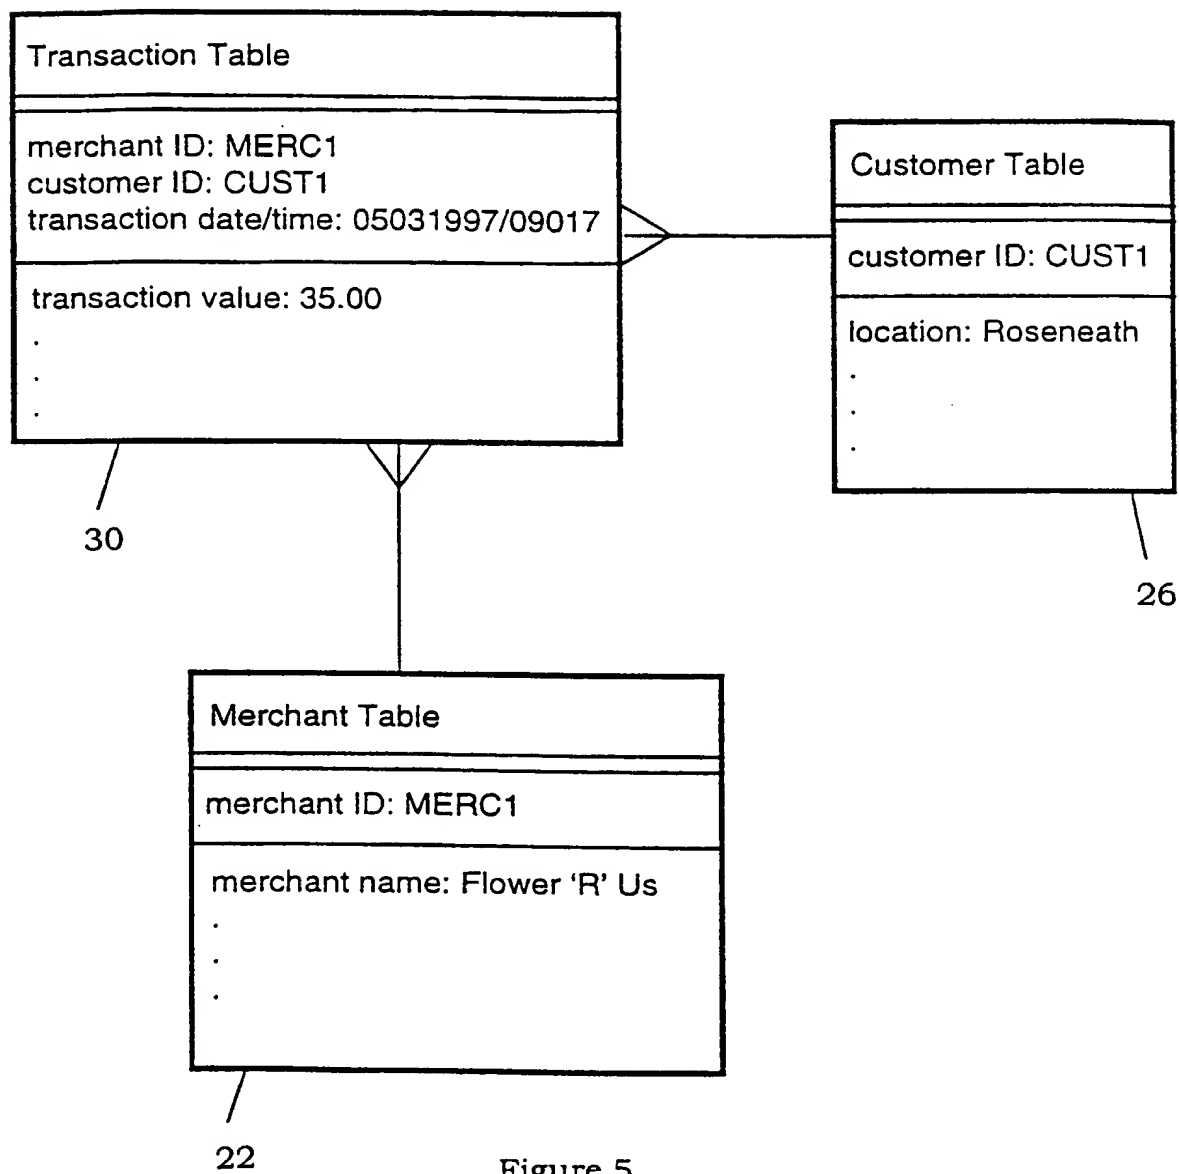 Transaction Table
merchant ID: MERC1
customer ID: CUST1
transaction date/time: 05031997/09017
transaction value: 35.00
.
.
.
30
Customer Table
customer ID: CUST1
location: Roseneath
.
.
.
26
Merchant Table
merchant ID: MERC1
merchant name: Flower ‘R’ Us
.
.
.
22
Figure 5